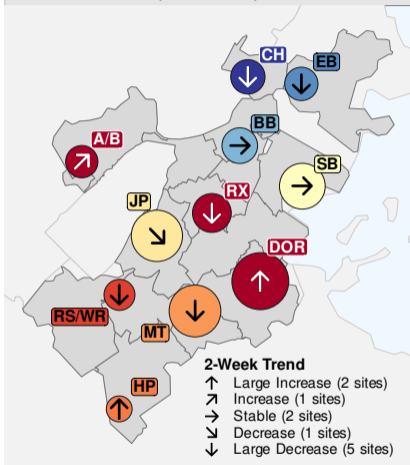 CH
EB
BB
A/B
SB
RX
JP
DOR
RS/WR
MT
HP
2-Week Trend
↑ Large Increase (2 sites)
↗ Increase (1 sites)
→ Stable (2 sites)
↘ Decrease (1 sites)
↓ Large Decrease (5 sites)